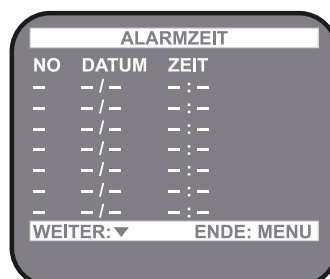 ALARMZEIT
NO DATUM ZEIT
– –/– –:–
– –/– –:–
– –/– –:–
– –/– –:–
– –/– –:–
– –/– –:–
– –/– –:–
WEITER:▼ ENDE: MENU